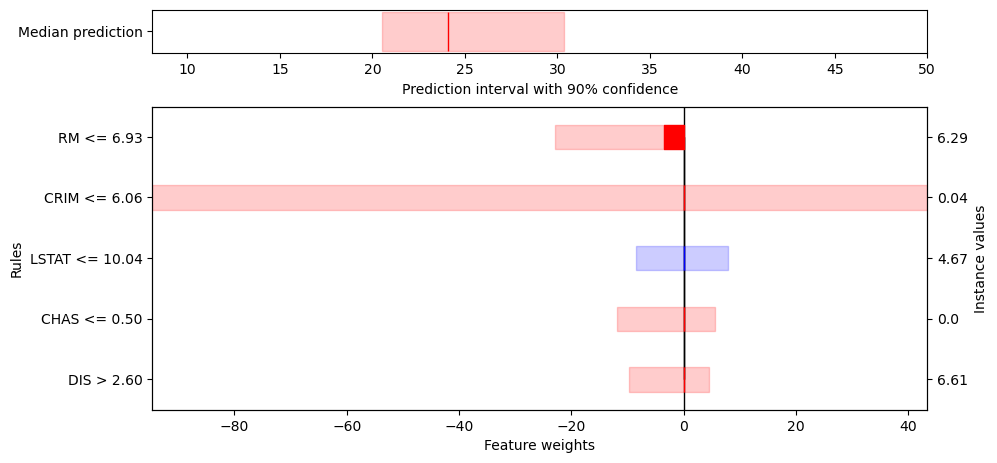 Median prediction
10 15 20 25 30 35 40 45 50
Prediction interval with 90% confidence
Rules
RM <= 6.93 6.29
CRIM <= 6.06 0.04
LSTAT <= 10.04 4.67
CHAS <= 0.50 0.0
DIS > 2.60 6.61
Instance values
−80 −60 −40 −20 0 20 40
Feature weights